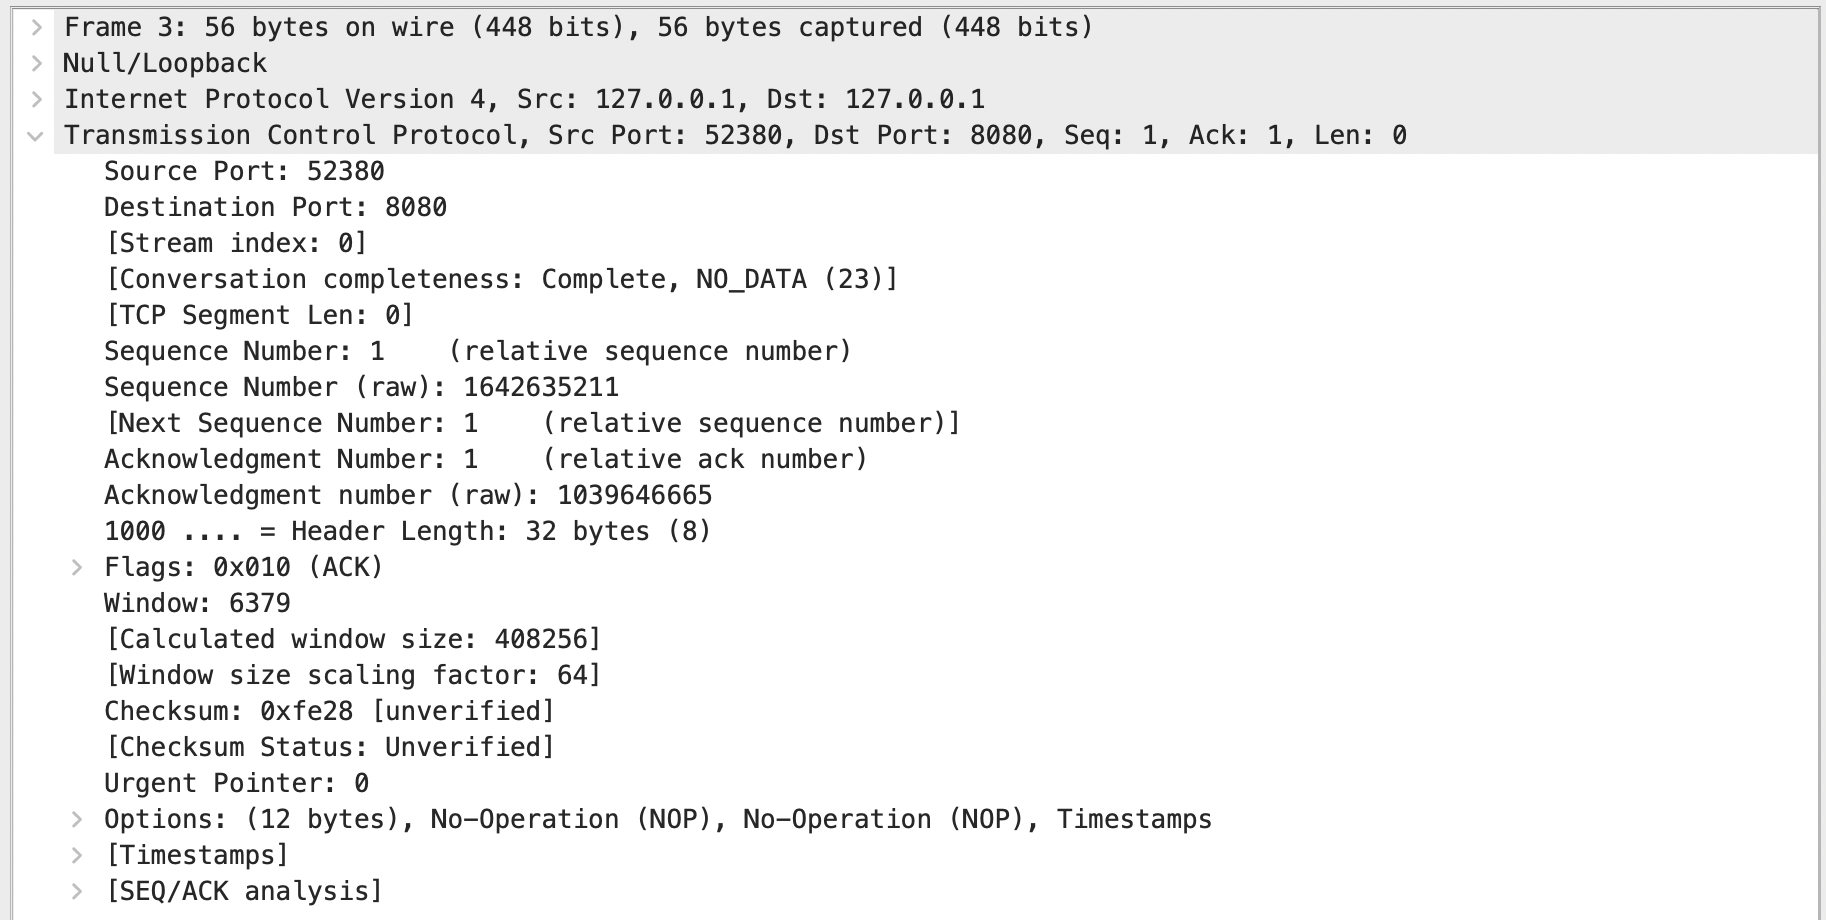 Frame 3: 56 bytes on wire (448 bits), 56 bytes captured (448 bits)
Null/Loopback
Internet Protocol Version 4, Src: 127.0.0.1, Dst: 127.0.0.1
Transmission Control Protocol, Src Port: 52380, Dst Port: 8080, Seq: 1, Ack: 1, Len: 0
Source Port: 52380
Destination Port: 8080
[Stream index: 0]
[Conversation completeness: Complete, NO_DATA (23)]
[TCP Segment Len: 0]
Sequence Number: 1    (relative sequence number)
Sequence Number (raw): 1642635211
[Next Sequence Number: 1    (relative sequence number)]
Acknowledgment Number: 1    (relative ack number)
Acknowledgment number (raw): 1039646665
1000 .... = Header Length: 32 bytes (8)
Flags: 0x010 (ACK)
Window: 6379
[Calculated window size: 408256]
[Window size scaling factor: 64]
Checksum: 0xfe28 [unverified]
[Checksum Status: Unverified]
Urgent Pointer: 0
Options: (12 bytes), No-Operation (NOP), No-Operation (NOP), Timestamps
[Timestamps]
[SEQ/ACK analysis]